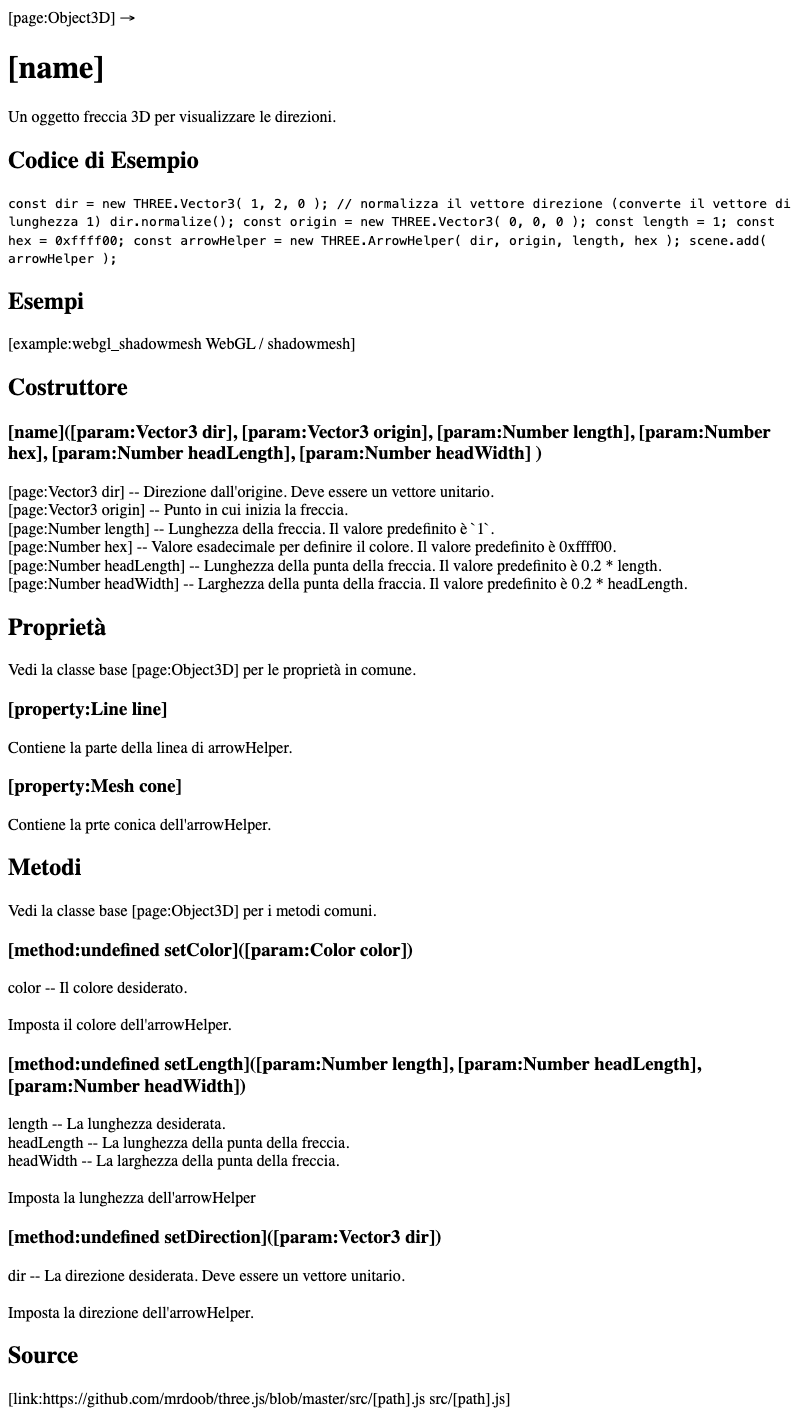 [page:Object3D] →
[name]
Un oggetto freccia 3D per visualizzare le direzioni.
Codice di Esempio
const dir = new THREE.Vector3( 1, 2, 0 ); // normalizza il vettore direzione (converte il vettore di
lunghezza 1) dir.normalize(); const origin = new THREE.Vector3( 0, 0, 0 ); const length = 1; const
hex = 0xffff00; const arrowHelper = new THREE.ArrowHelper( dir, origin, length, hex ); scene.add(
arrowHelper );
Esempi
[example:webgl_shadowmesh WebGL / shadowmesh]
Costruttore
[name]([param:Vector3 dir], [param:Vector3 origin], [param:Number length], [param:Number
hex], [param:Number headLength], [param:Number headWidth] )
[page:Vector3 dir] -- Direzione dall'origine. Deve essere un vettore unitario.
[page:Vector3 origin] -- Punto in cui inizia la freccia.
[page:Number length] -- Lunghezza della freccia. Il valore predefinito è `1`.
[page:Number hex] -- Valore esadecimale per definire il colore. Il valore predefinito è 0xffff00.
[page:Number headLength] -- Lunghezza della punta della freccia. Il valore predefinito è 0.2 * length.
[page:Number headWidth] -- Larghezza della punta della fraccia. Il valore predefinito è 0.2 * headLength.
Proprietà
Vedi la classe base [page:Object3D] per le proprietà in comune.
[property:Line line]
Contiene la parte della linea di arrowHelper.
[property:Mesh cone]
Contiene la prte conica dell'arrowHelper.
Metodi
Vedi la classe base [page:Object3D] per i metodi comuni.
[method:undefined setColor]([param:Color color])
color -- Il colore desiderato.
Imposta il colore dell'arrowHelper.
[method:undefined setLength]([param:Number length], [param:Number headLength],
[param:Number headWidth])
length -- La lunghezza desiderata.
headLength -- La lunghezza della punta della freccia.
headWidth -- La larghezza della punta della freccia.
Imposta la lunghezza dell'arrowHelper
[method:undefined setDirection]([param:Vector3 dir])
dir -- La direzione desiderata. Deve essere un vettore unitario.
Imposta la direzione dell'arrowHelper.
Source
[link:https://github.com/mrdoob/three.js/blob/master/src/[path].js src/[path].js]